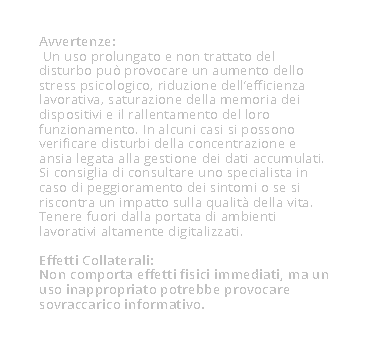 Avvertenze:
Un uso prolungato e non trattato del
disturbo può provocare un aumento dello
stress psicologico, riduzione dell'efficienza
lavorativa, saturazione della memoria dei
dispositivi e il rallentamento del loro
funzionamento. In alcuni casi si possono
verificare disturbi della concentrazione e
ansia legata alla gestione dei dati accumulati.
Si consiglia di consultare uno specialista in
caso di peggioramento dei sintomi o se si
riscontra un impatto sulla qualità della vita.
Tenere fuori dalla portata di ambienti
lavorativi altamente digitalizzati.
Effetti Collaterali:
Non comporta effetti fisici immediati, ma un
uso inappropriato potrebbe provocare
sovraccarico informativo.